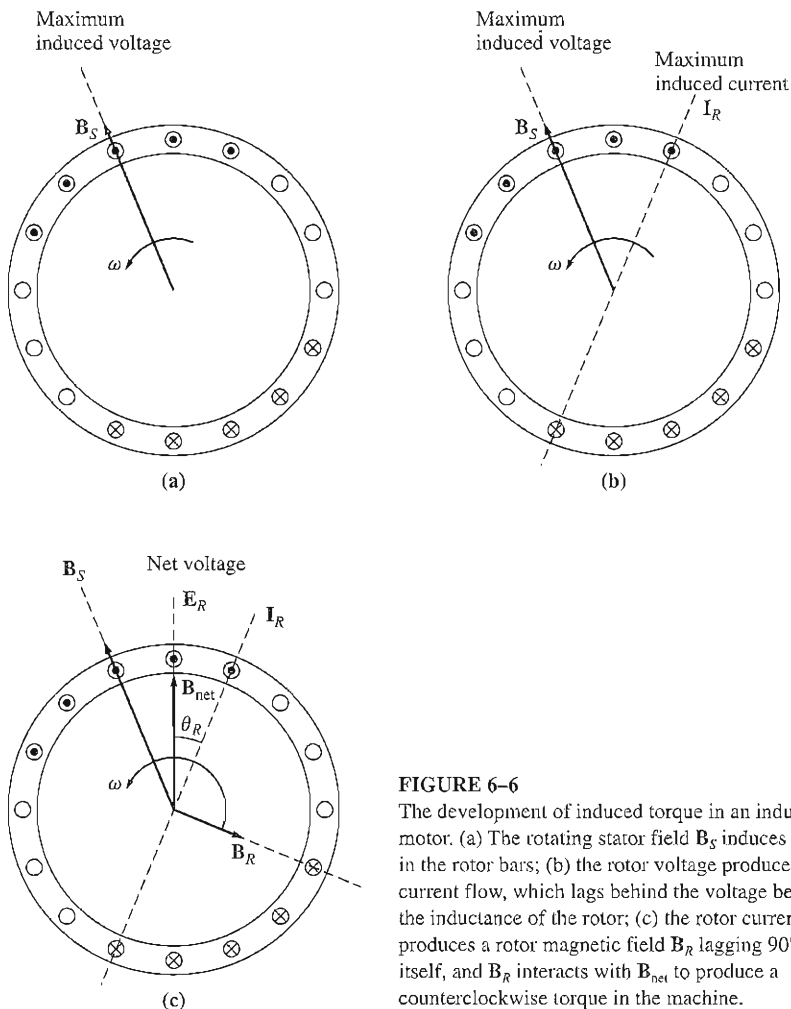 Maximum
induced voltage
B_S
ω
(a)
Maximum
induced voltage
Maximum
induced current
I_R
B_S
ω
(b)
B_S
Net voltage
E_R
I_R
B_net
θ_R
ω
B_R
(c)
FIGURE 6–6
The development of induced torque in an
motor. (a) The rotating stator field B_S induces
in the rotor bars; (b) the rotor voltage
current flow, which lags behind the voltage
the inductance of the rotor; (c) the rotor
produces a rotor magnetic field B_R lagging 90°
itself, and B_R interacts with B_net to produce a
counterclockwise torque in the machine.